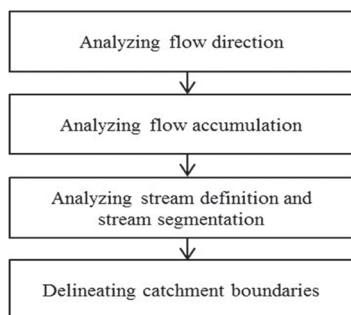 Analyzing flow direction
Analyzing flow accumulation
Analyzing stream definition and
stream segmentation
Delineating catchment boundaries